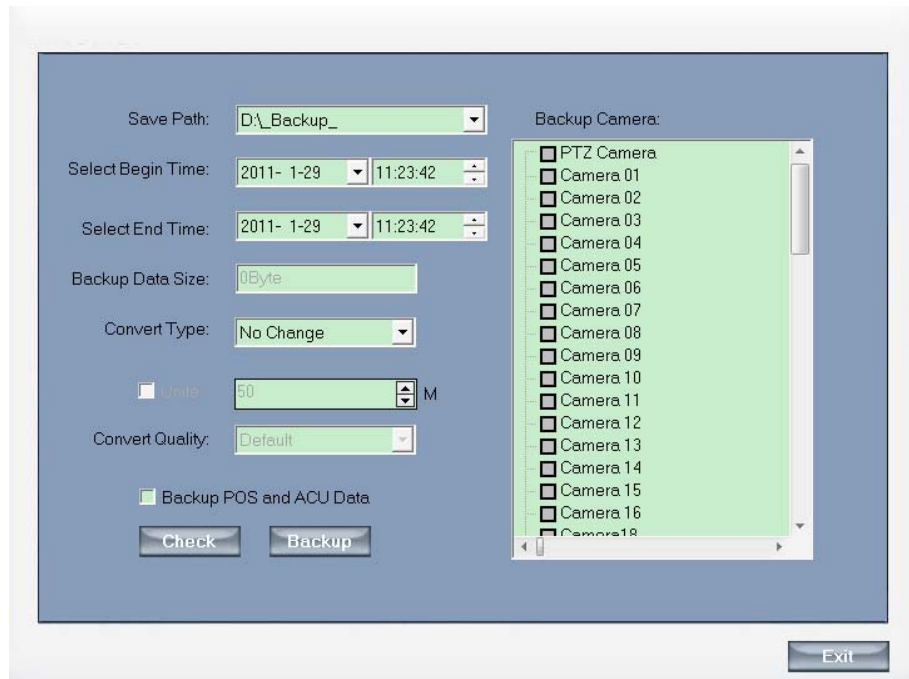 Save Path: D:\_Backup_
Select Begin Time: 2011- 1-29 11:23:42
Select End Time: 2011- 1-29 11:23:42
Backup Data Size: 0Byte
Convert Type: No Change
Unite 50 M
Convert Quality: Default
Backup POS and ACU Data
Check Backup
Backup Camera:
PTZ Camera
Camera 01
Camera 02
Camera 03
Camera 04
Camera 05
Camera 06
Camera 07
Camera 08
Camera 09
Camera 10
Camera 11
Camera 12
Camera 13
Camera 14
Camera 15
Camera 16
Camera18
Exit